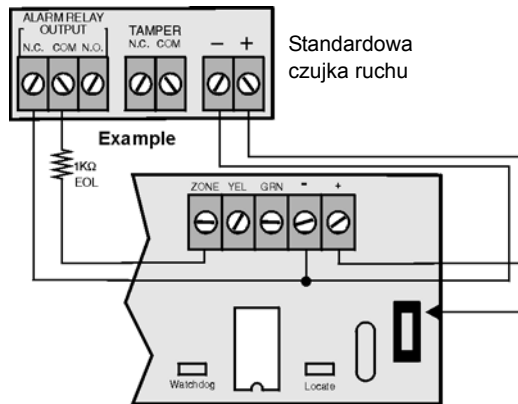 ALARM RELAY
OUTPUT
N.C. COM N.O.
TAMPER
N.C. COM
− +
Standardowa
czujka ruchu
Example
1KΩ
EOL
ZONE YEL GRN - +
Watchdog
Locate